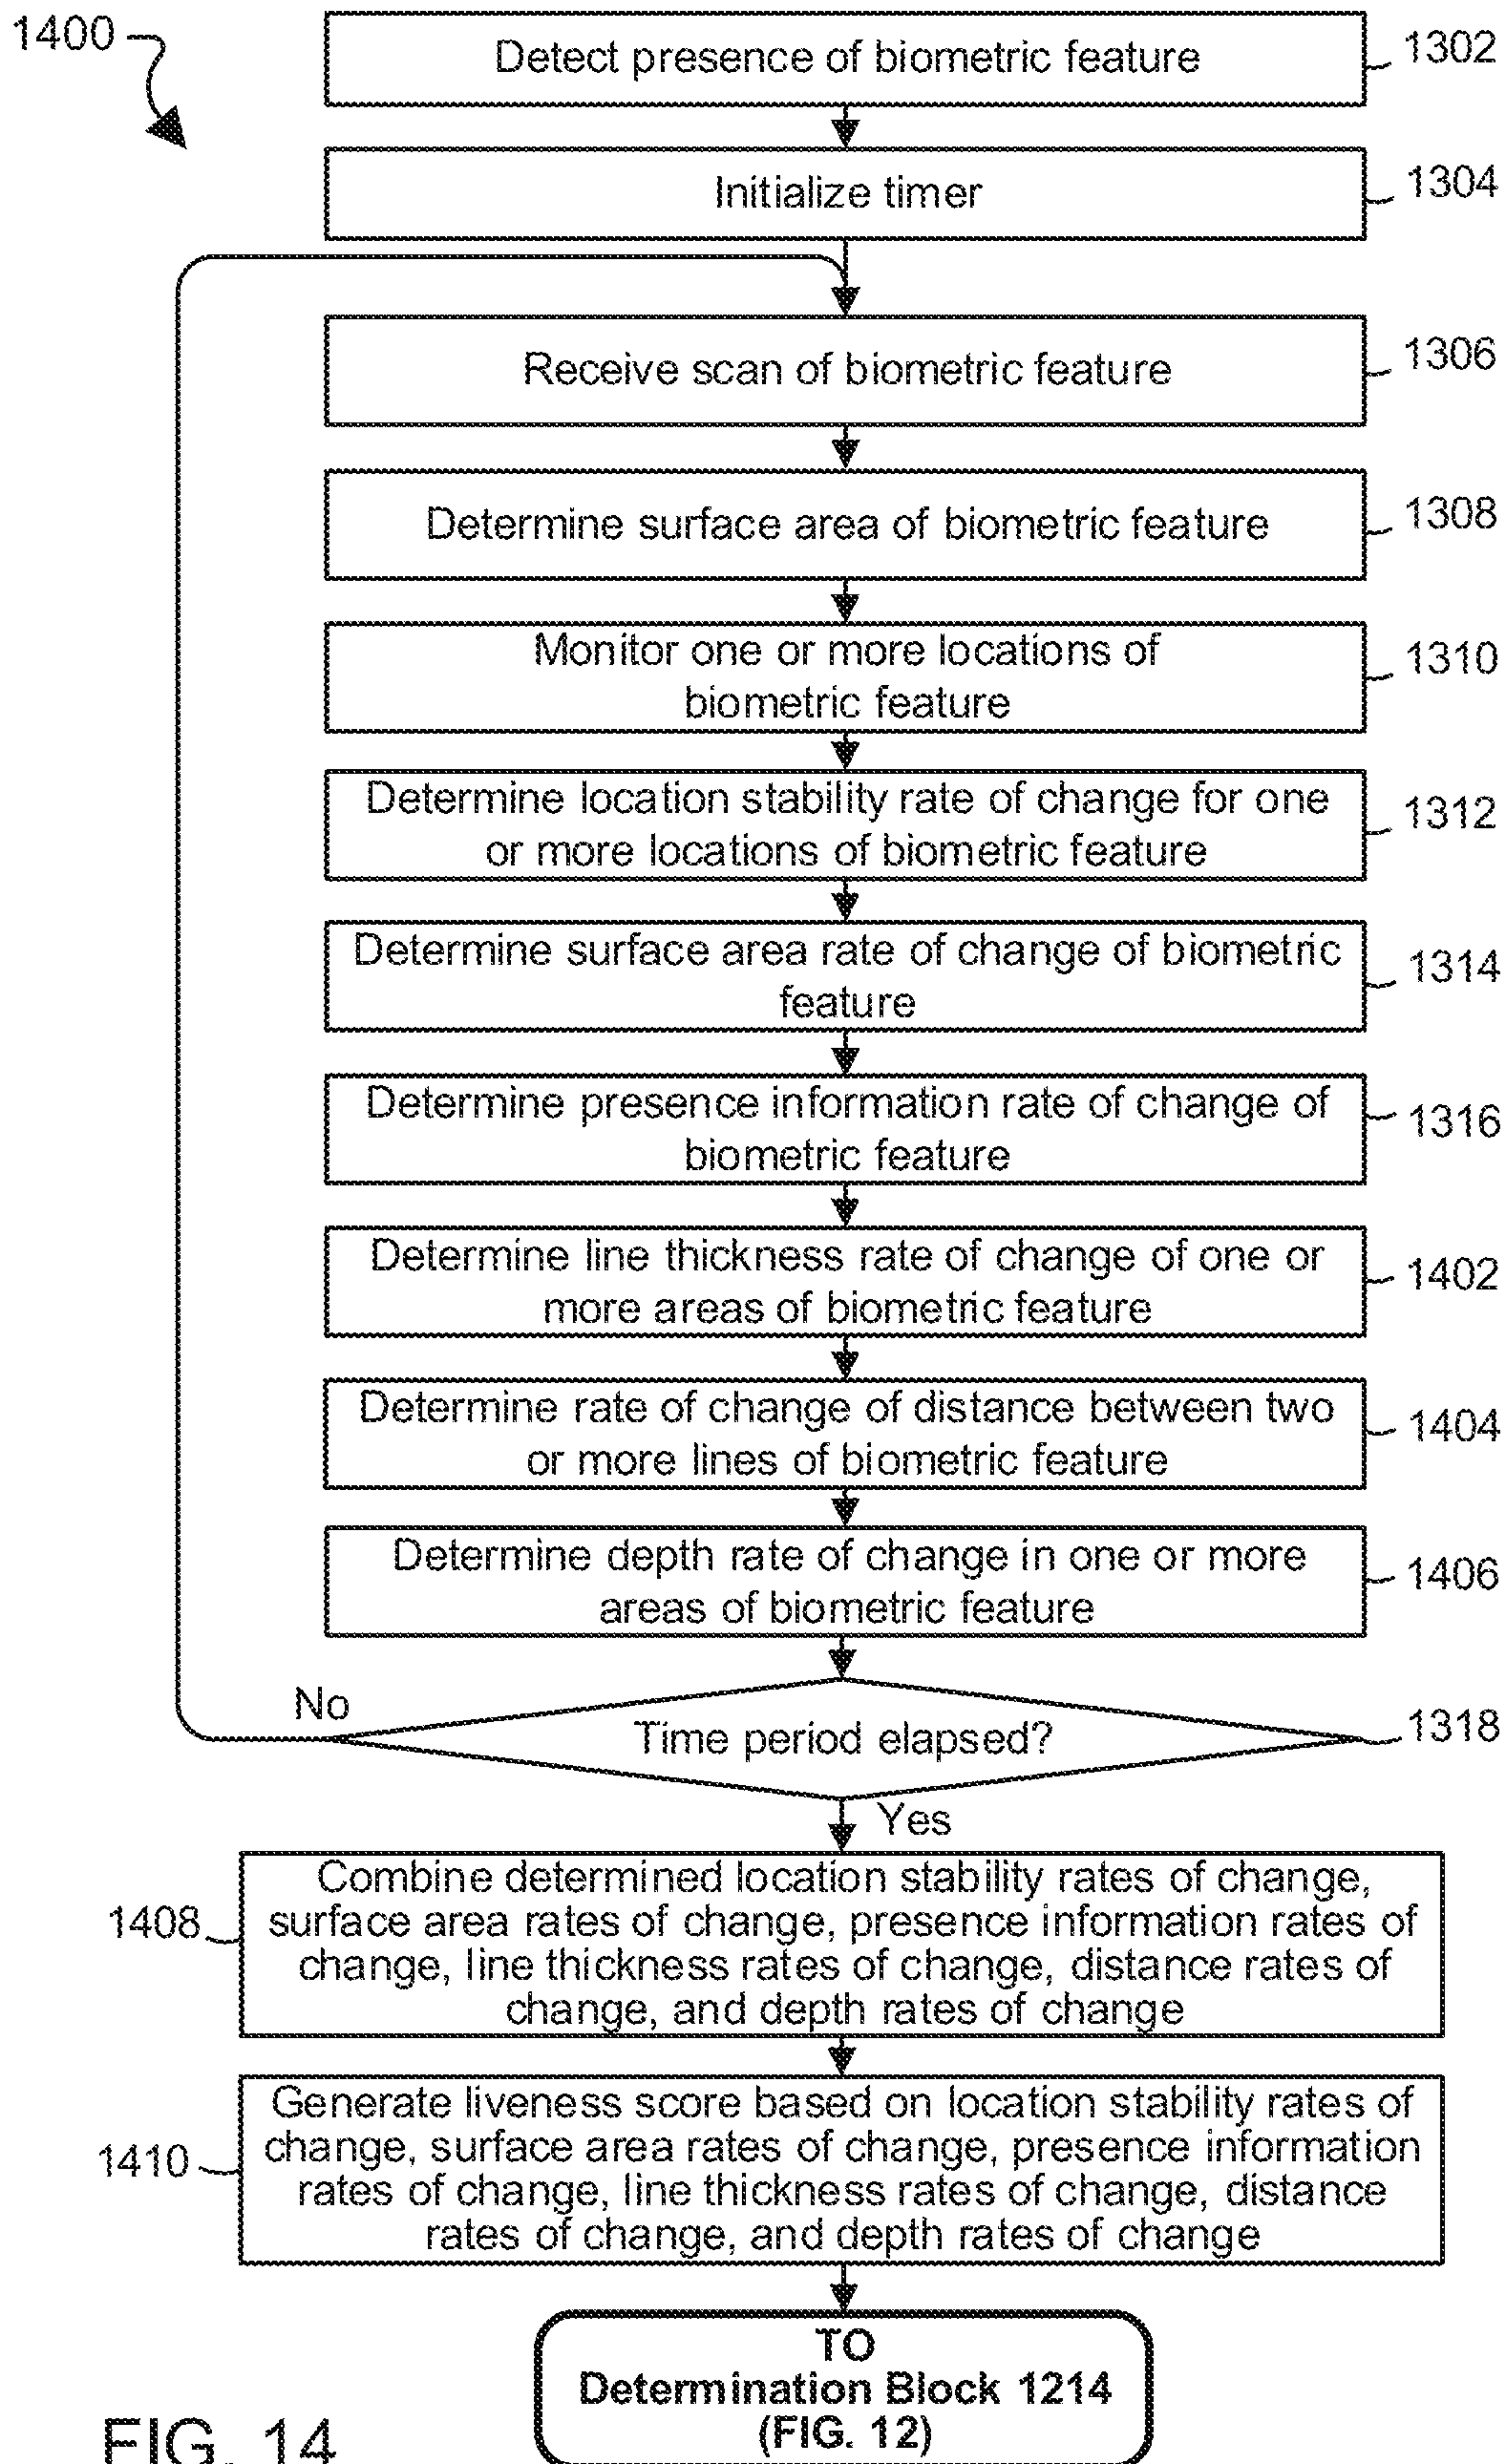 1400
Detect presence of biometric feature
1302
Initialize timer
1304
Receive scan of biometric feature
1306
Determine surface area of biometric feature
1308
Monitor one or more locations of
biometric feature
1310
Determine location stability rate of change for one
or more locations of biometric feature
1312
Determine surface area rate of change of biometric
feature
1314
Determine presence information rate of change of
biometric feature
1316
Determine line thickness rate of change of one or
more areas of biometric feature
1402
Determine rate of change of distance between two
or more lines of biometric feature
1404
Determine depth rate of change in one or more
areas of biometric feature
1406
No
Time period elapsed?
1318
Yes
Combine determined location stability rates of change,
surface area rates of change, presence information rates of
change, line thickness rates of change, distance rates of
change, and depth rates of change
1408
Generate liveness score based on location stability rates of
change, surface area rates of change, presence information
rates of change, line thickness rates of change, distance
rates of change, and depth rates of change
1410
TO
Determination Block 1214
(FIG. 12)
FIG. 14